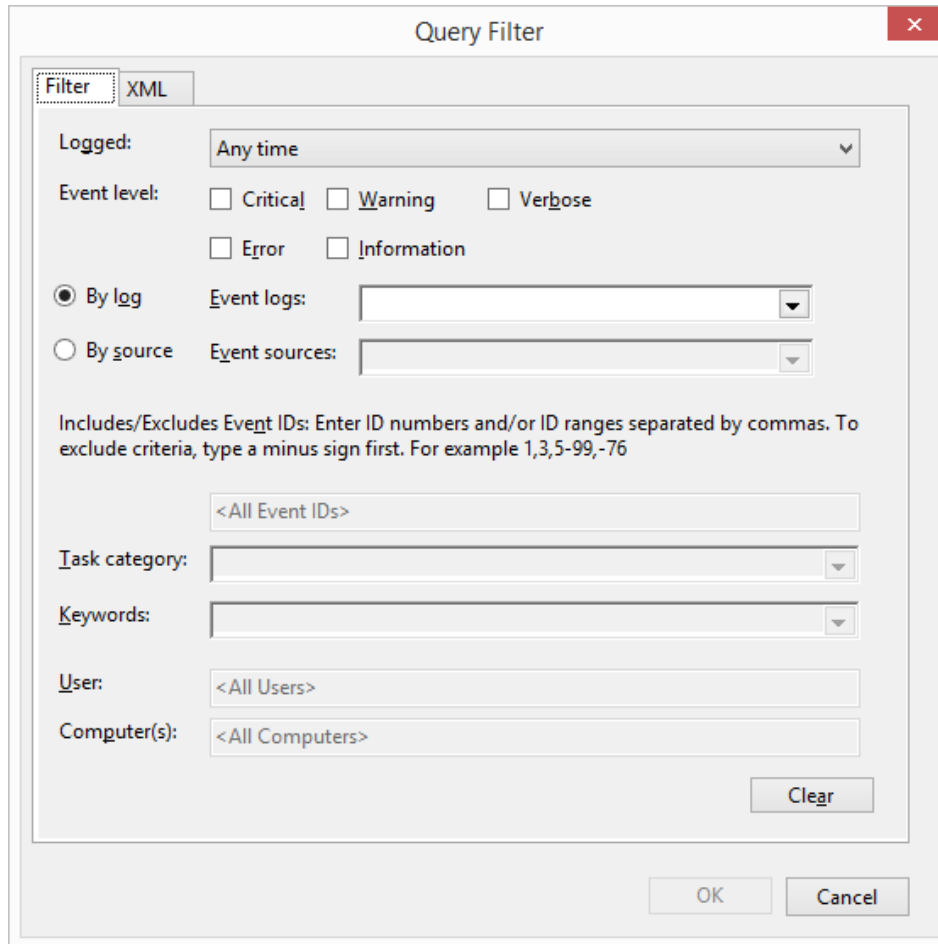 Query Filter
Filter XML
Logged: Any time
Event level: Critical Warning Verbose
Error Information
By log Event logs:
By source Event sources:
Includes/Excludes Event IDs: Enter ID numbers and/or ID ranges separated by commas. To
exclude criteria, type a minus sign first. For example 1,3,5-99,-76
<All Event IDs>
Task category:
Keywords:
User: <All Users>
Computer(s): <All Computers>
Clear
OK Cancel